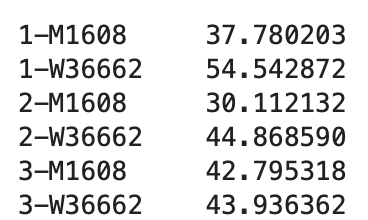 1-M1608 37.780203
1-W36662 54.542872
2-M1608 30.112132
2-W36662 44.868590
3-M1608 42.795318
3-W36662 43.936362